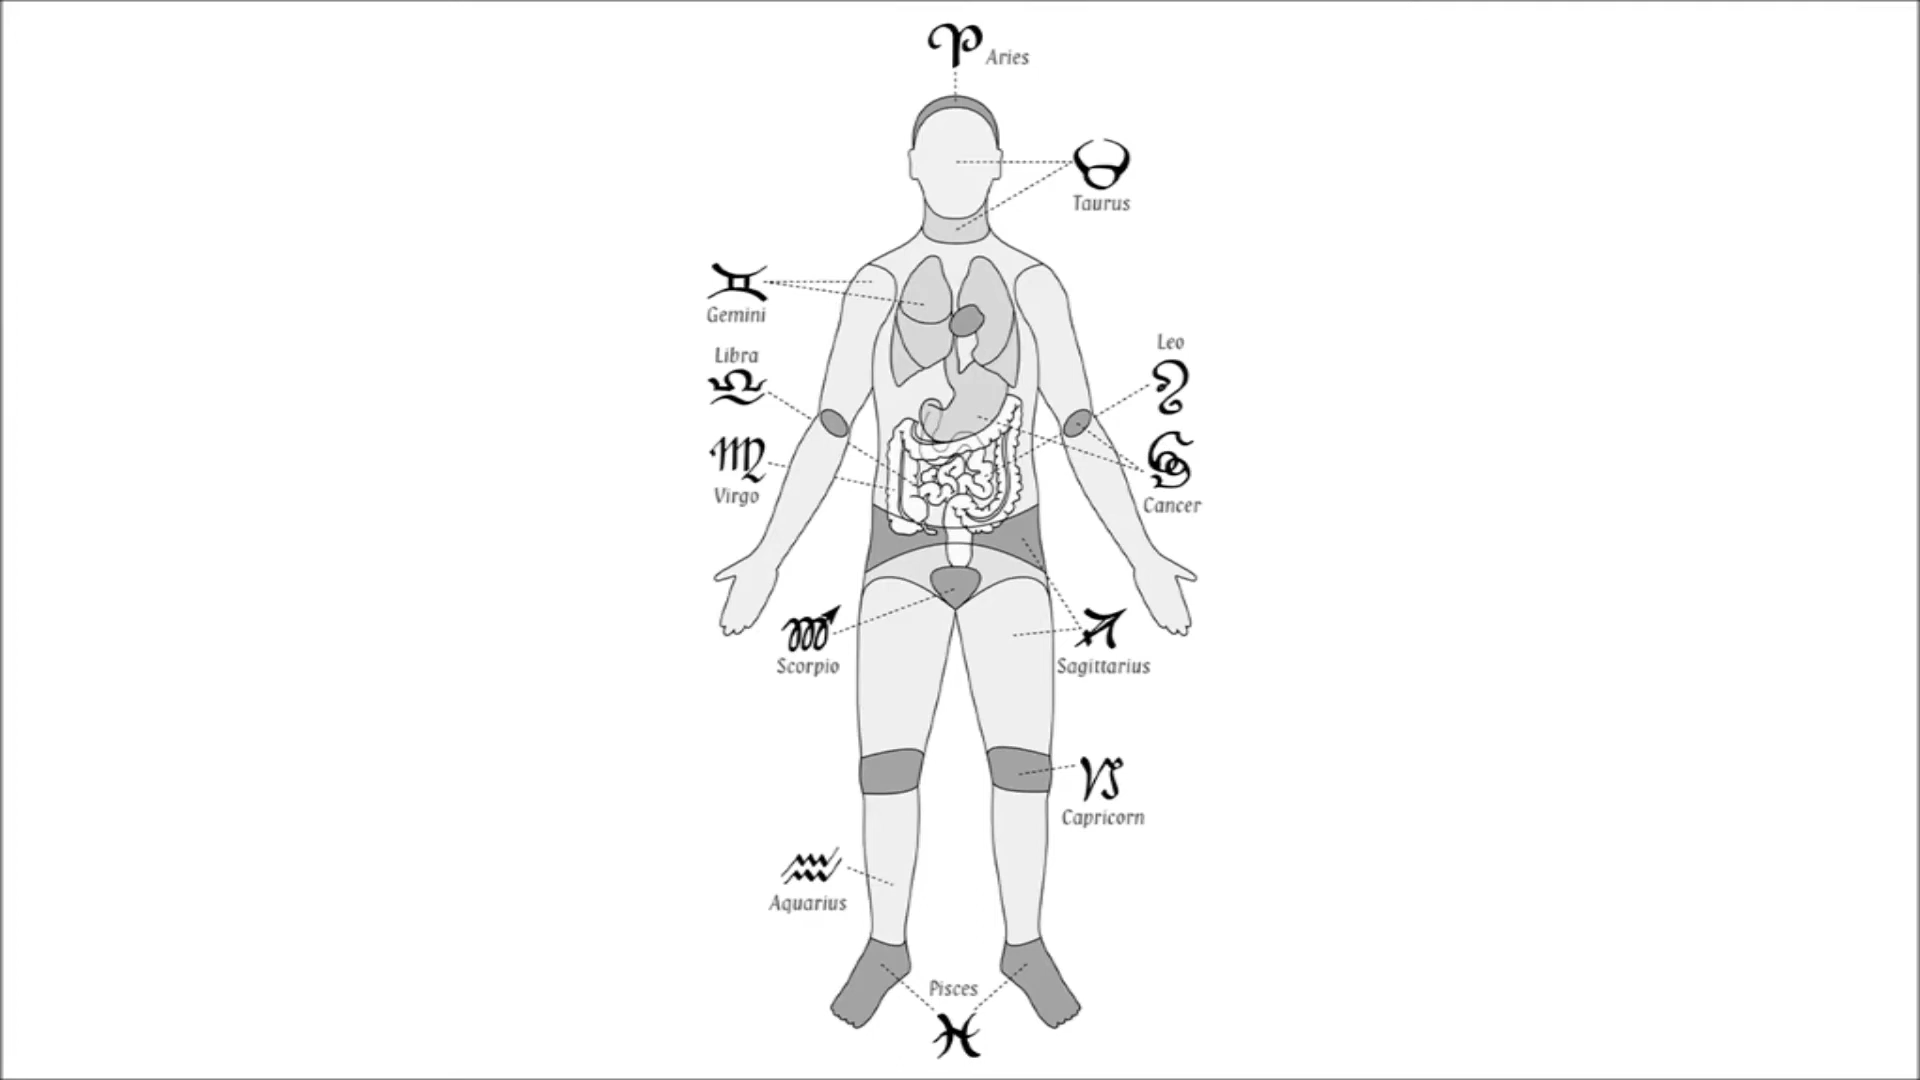 Aries
Taurus
Gemini
Libra
Leo
Virgo
Cancer
Scorpio
Sagittarius
Capricorn
Aquarius
Pisces